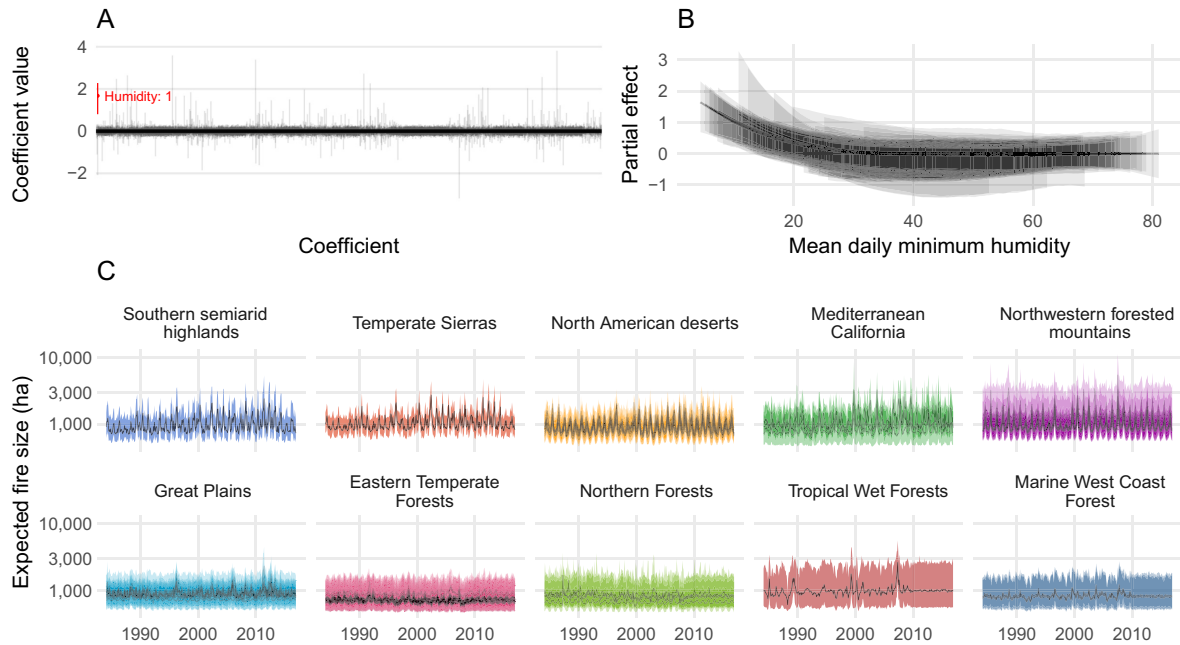 A
Coefficient value
4
2
0
−2
Humidity: 1
Coefficient
B
Partial effect
3
2
1
0
−1
20 40 60 80
Mean daily minimum humidity
C
Expected fire size (ha)
Southern semiarid
highlands
Temperate Sierras
North American deserts
Mediterranean
California
Northwestern forested
mountains
10,000
3,000
1,000
Great Plains
Eastern Temperate
Forests
Northern Forests
Tropical Wet Forests
Marine West Coast
Forest
10,000
3,000
1,000
1990 2000 2010
1990 2000 2010
1990 2000 2010
1990 2000 2010
1990 2000 2010